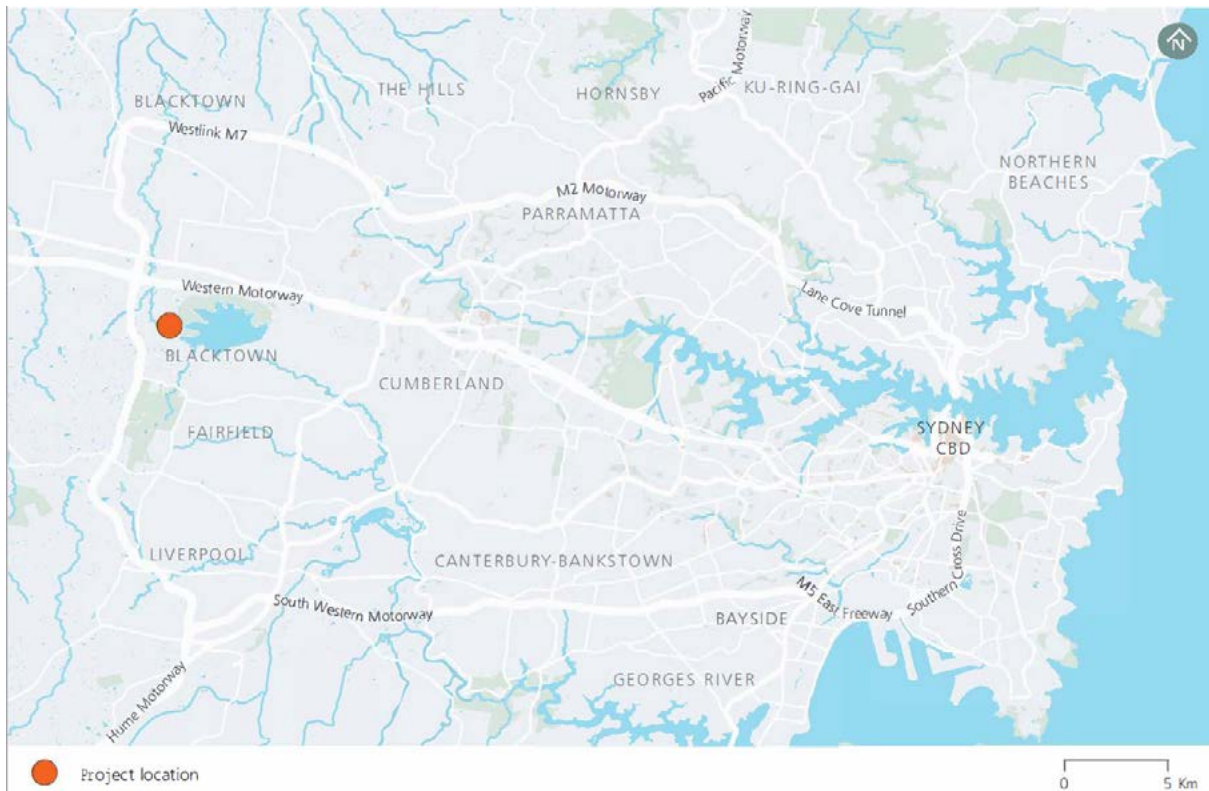 N
THE HILLS
HORNSBY
Pacific Motorway
KU-RING-GAI
BLACKTOWN
Westlink M7
NORTHERN
BEACHES
M2 Motorway
PARRAMATTA
Western Motorway
Lane Cove Tunnel
BLACKTOWN
CUMBERLAND
FAIRFIELD
SYDNEY
CBD
LIVERPOOL
CANTERBURY-BANKSTOWN
Southern Cross Drive
South Western Motorway
M5 East Freeway
BAYSIDE
GEORGES RIVER
Hume Motorway
Project location
0 5 Km